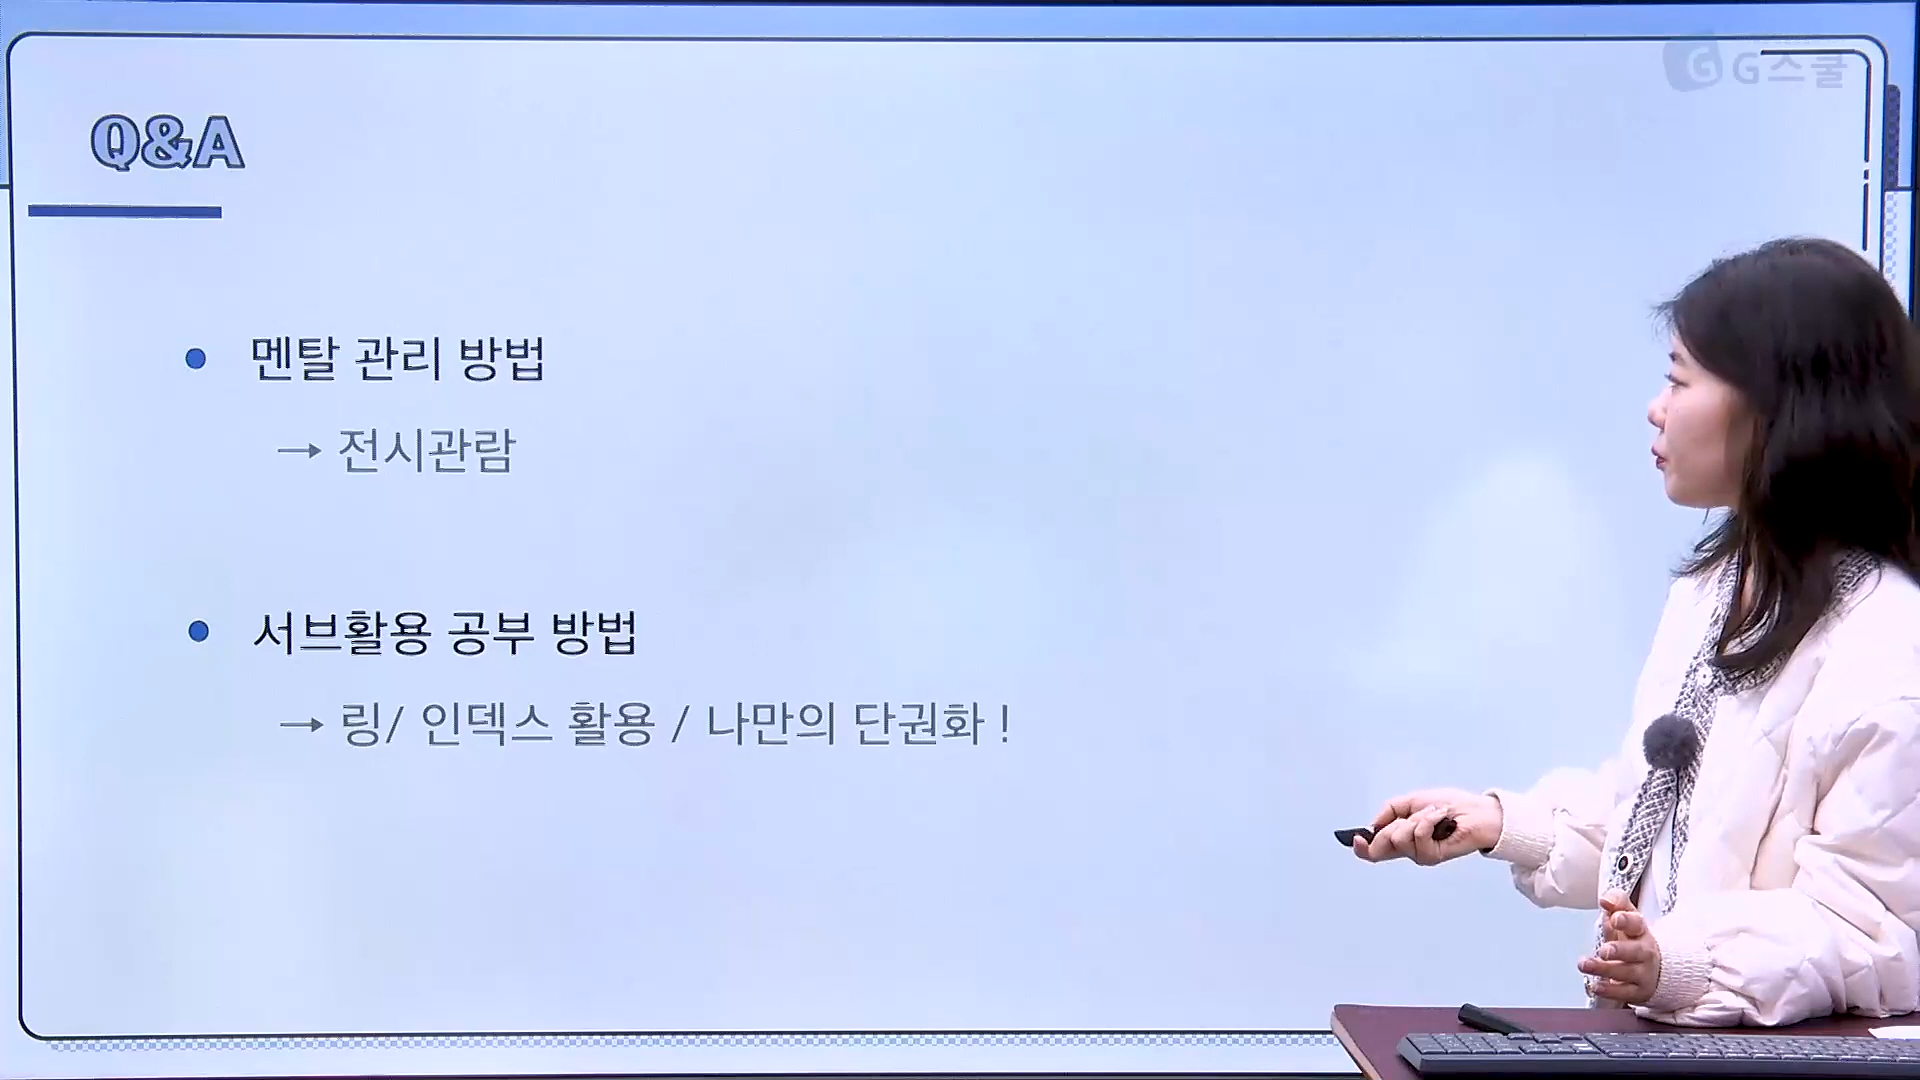 G G스쿨
Q&A
• 멘탈 관리 방법
→ 전시관람
• 서브활용 공부 방법
→ 링/ 인덱스 활용 / 나만의 단권화 !